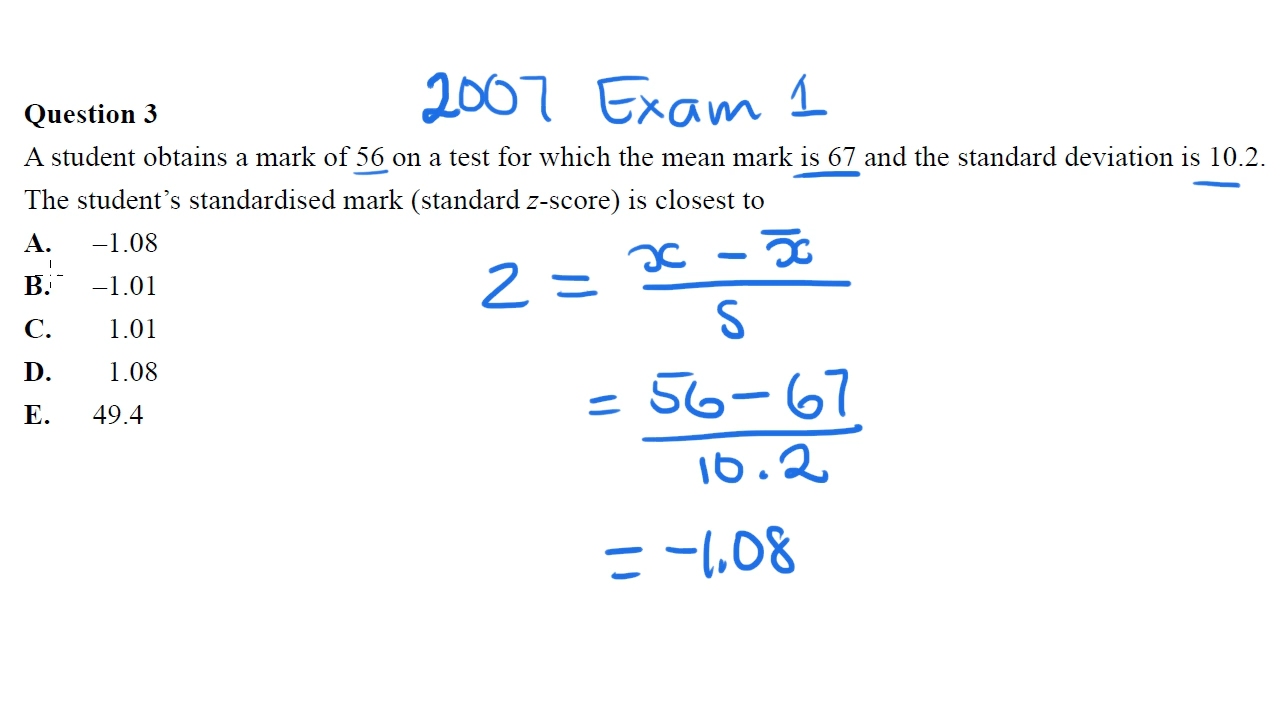 2007 Exam 1
Question 3
A student obtains a mark of 56 on a test for which the mean mark is 67 and the standard deviation is 10.2.
The student’s standardised mark (standard z-score) is closest to
A. –1.08
B. –1.01
C. 1.01
D. 1.08
E. 49.4
z = x – x̄
s
= 56 – 67
10.2
= –1.08